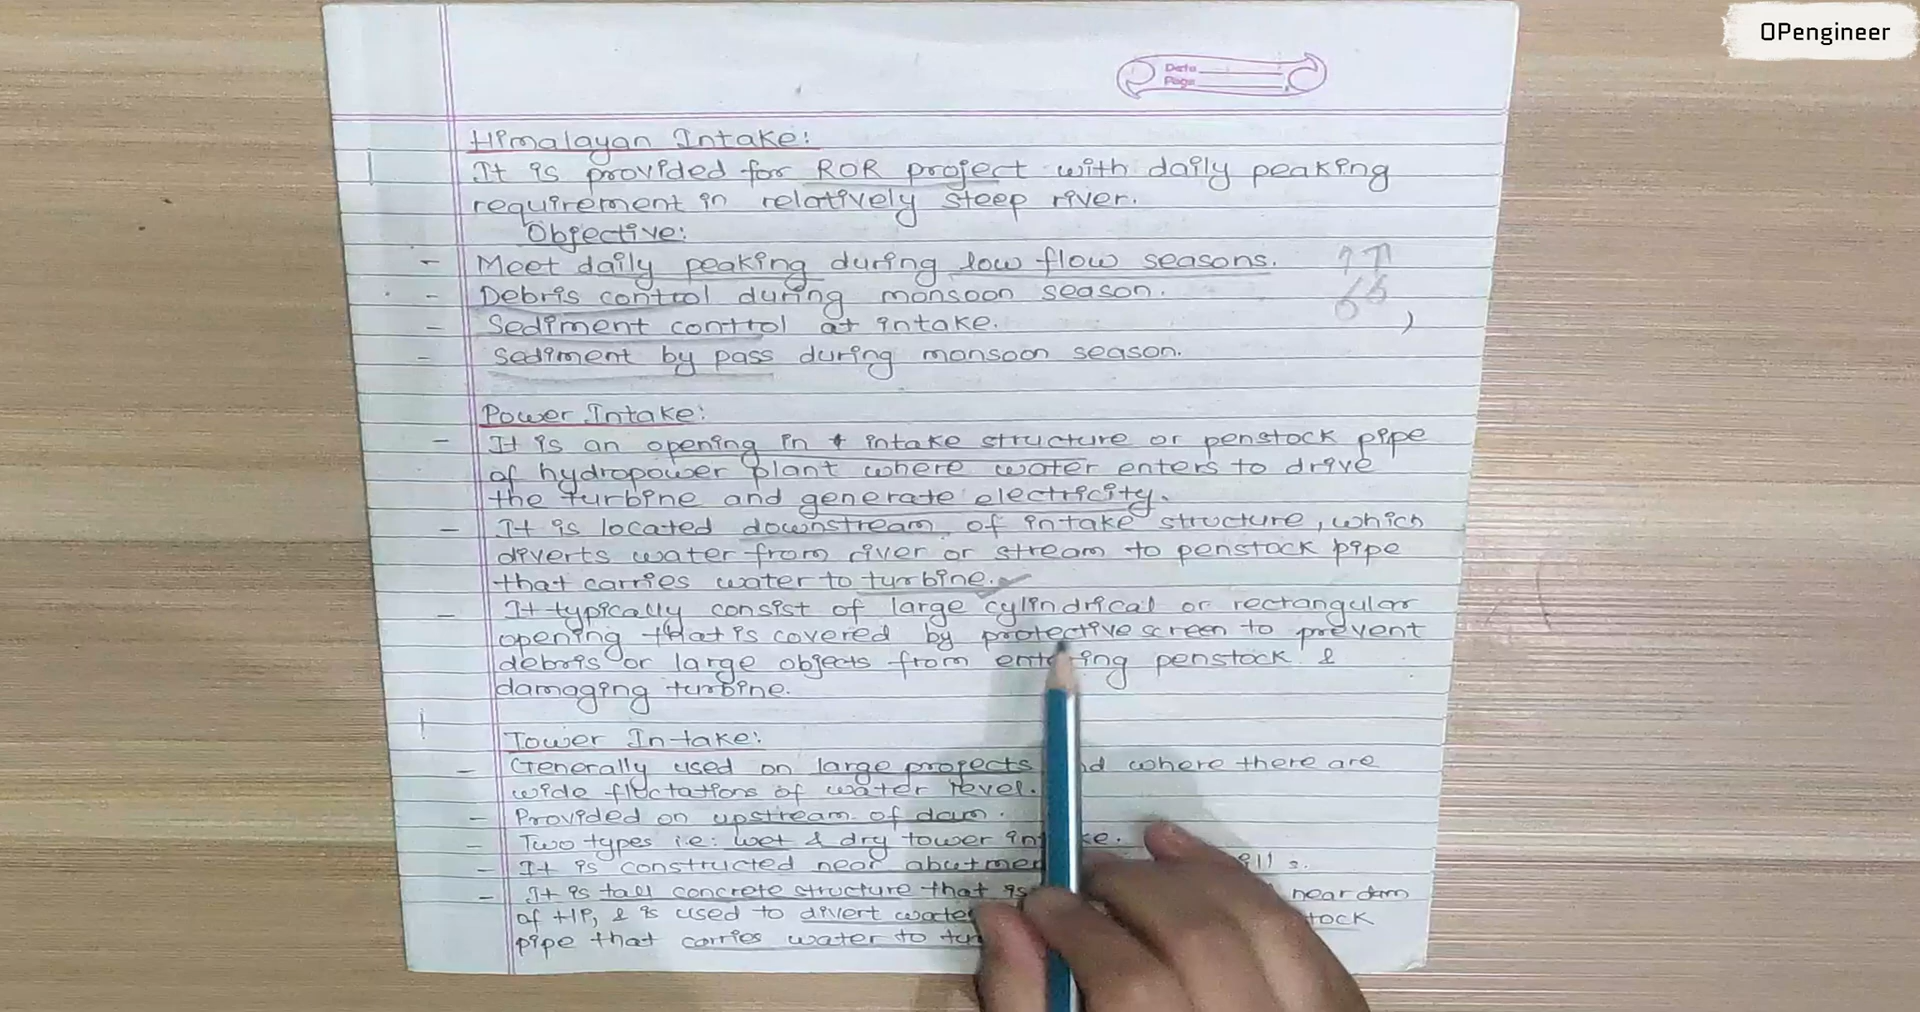 OPengineer
Date
Page
Himalayan Intake:
It is provided for ROR project with daily peaking
requirement in relatively steep river.
Objective:
- Meet daily peaking during low flow seasons.
- Debris control during monsoon season.
- Sediment control at intake.
- Sediment by pass during monsoon season.
Power Intake:
- It is an opening in intake structure or penstock pipe
of hydropower plant where water enters to drive
the turbine and generate electricity.
- It is located downstream of intake structure, which
diverts water from river or stream to penstock pipe
that carries water to turbine.
- It typically consist of large cylindrical or rectangular
opening that is covered by protective screen to prevent
debris or large objects from entering penstock &
damaging turbine.
Tower Intake:
- Generally used on large projects where there are
wide fluctations of water level.
- Provided on upstream of dam.
- Two types i.e: wet & dry tower
- It is constructed near
- It is tall concrete structure that is near dam
of HP, & is used to divert
pipe that carries water to